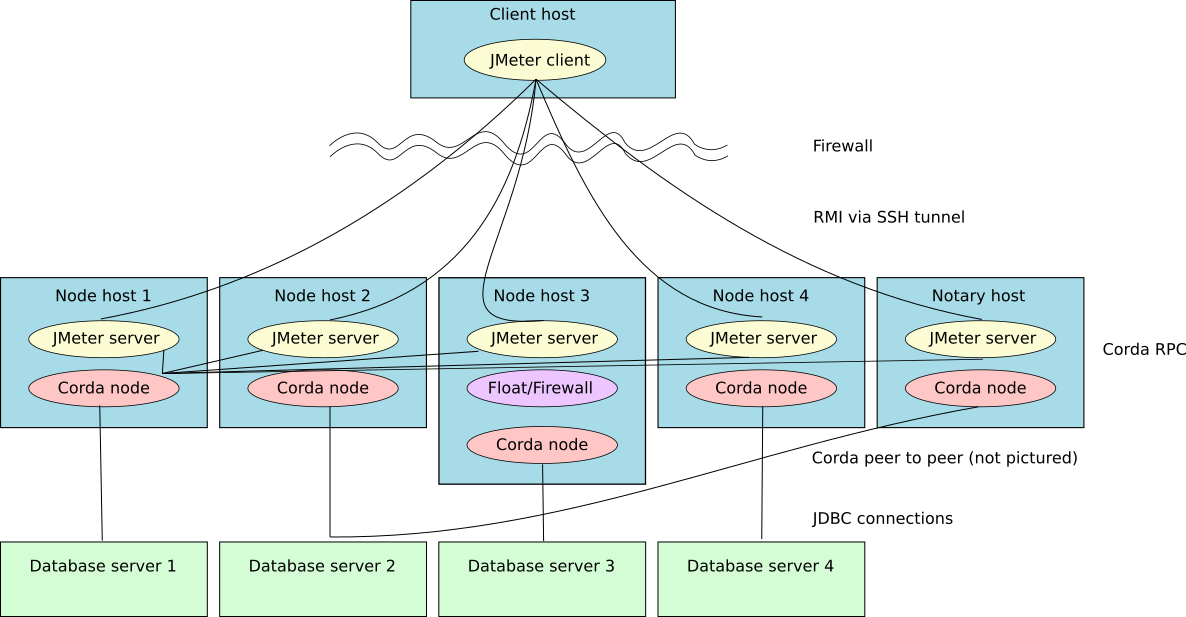 Client host
JMeter client
Firewall
RMI via SSH tunnel
Node host 1
Node host 2
Node host 3
Node host 4
Notary host
JMeter server
JMeter server
JMeter server
JMeter server
JMeter server
Corda RPC
Corda node
Corda node
Float/Firewall
Corda node
Corda node
Corda node
Corda peer to peer (not pictured)
JDBC connections
Database server 1
Database server 2
Database server 3
Database server 4